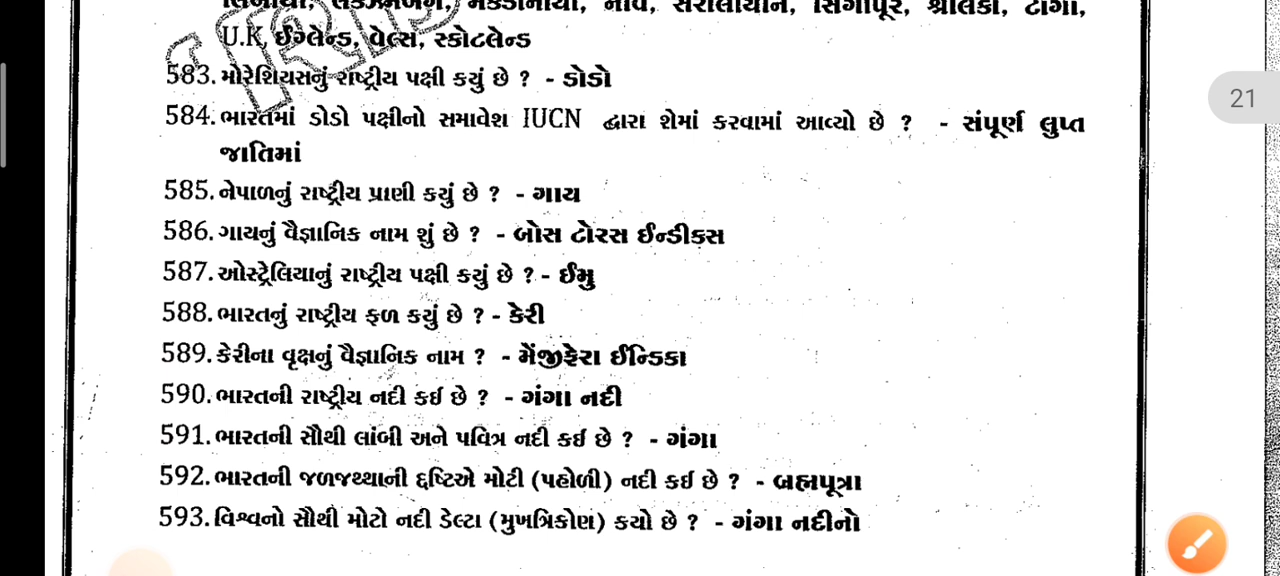 મેકડોનીયા, નોર્વે, સેરાલીયોન, સિંગાપૂર, શ્રીલંકા, ટોંગા,
U.K, ઈંગ્લેન્ડ, વેલ્સ, સ્કોટલેન્ડ
583. મોરેશિયસનું રાષ્ટ્રીય પક્ષી કયું છે ? - ડોડો
21
584. ભારતમાં ડોડો પક્ષીનો સમાવેશ IUCN દ્વારા શેમાં કરવામાં આવ્યો છે ? - સંપૂર્ણ લુપ્ત
જાતિમાં
585. નેપાળનું રાષ્ટ્રીય પ્રાણી કયું છે ? - ગાય
586. ગાયનું વૈજ્ઞાનિક નામ શું છે ? - બોસ ટોરસ ઈન્ડીકસ
587. ઓસ્ટ્રેલિયાનું રાષ્ટ્રીય પક્ષી કયું છે ? - ઈમુ
588. ભારતનું રાષ્ટ્રીય ફળ કયું છે ? - કેરી
589. કેરીના વૃક્ષનું વૈજ્ઞાનિક નામ ? - મેંજીફેરા ઈન્ડિકા
590. ભારતની રાષ્ટ્રીય નદી કઈ છે ? - ગંગા નદી
591. ભારતની સૌથી લાંબી અને પવિત્ર નદી કઈ છે ? - ગંગા
592. ભારતની જળજથ્થાની દૃષ્ટિએ મોટી (પહોળી) નદી કઈ છે ? - બ્રહ્મપૂત્રા
593. વિશ્વનો સૌથી મોટો નદી ડેલ્ટા (મુખત્રિકોણ) કયો છે ? - ગંગા નદીનો